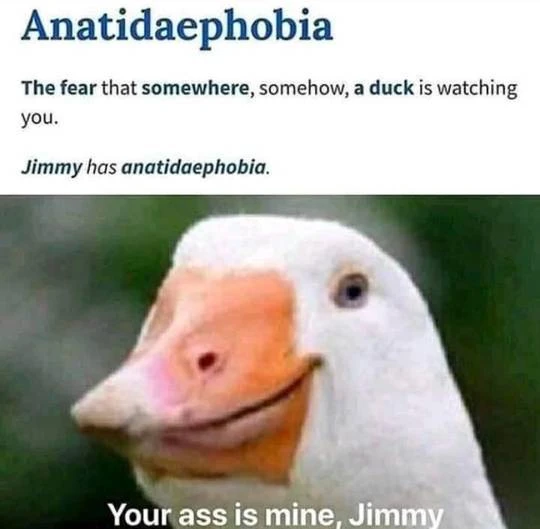 Anatidaephobia
The fear that somewhere, somehow, a duck is watching
you.
Jimmy has anatidaephobia.
Your ass is mine, Jimmy